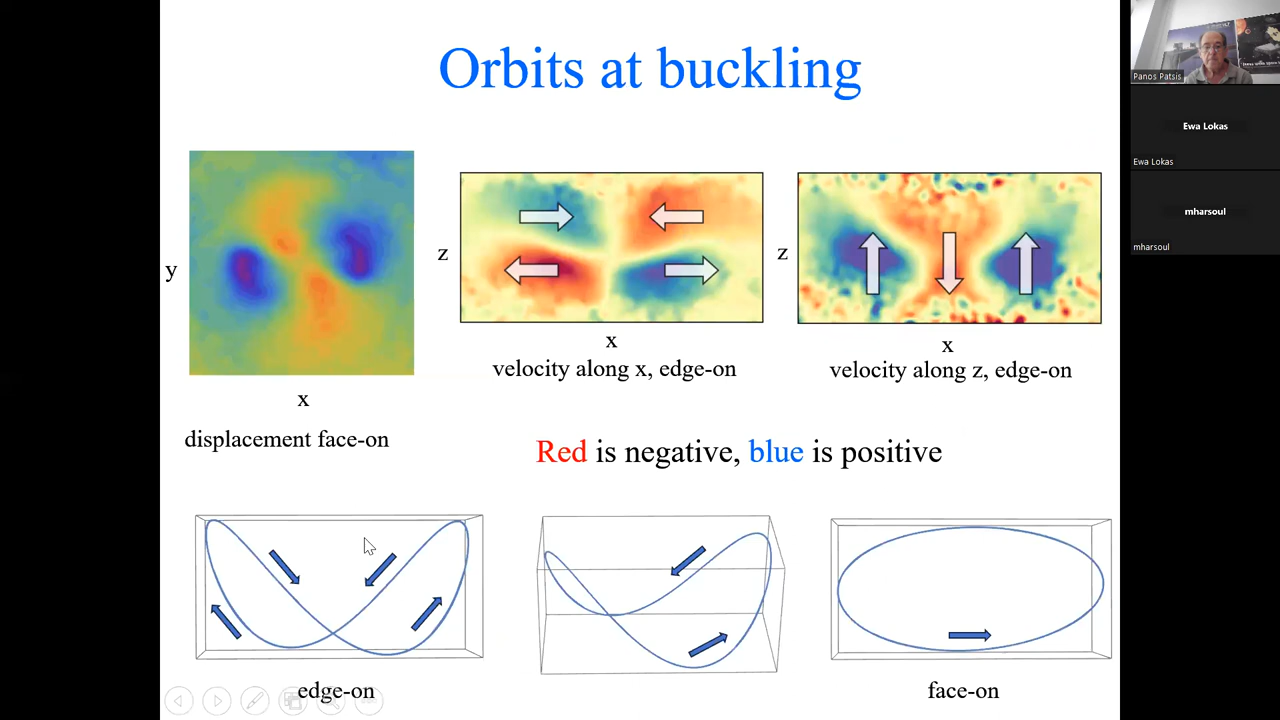 Orbits at buckling
y
x
displacement face-on
z
x
velocity along x, edge-on
z
x
velocity along z, edge-on
Red is negative, blue is positive
edge-on
face-on
Panos Patsis
Ewa Lokas
Ewa Lokas
mharsoul
mharsoul